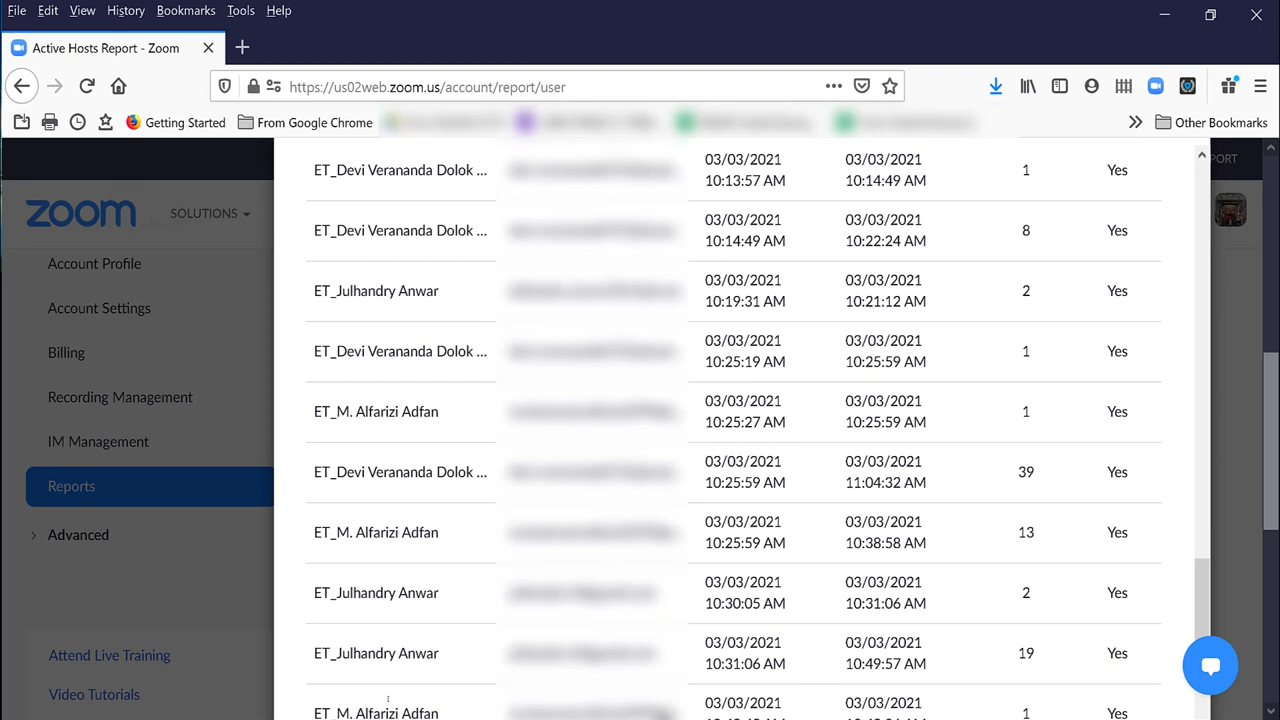 File Edit View History Bookmarks Tools Help
Active Hosts Report - Zoom
https://us02web.zoom.us/account/report/user
Getting Started From Google Chrome Other Bookmarks
PORT
zoom SOLUTIONS
Account Profile
Account Settings
Billing
Recording Management
IM Management
Reports
Advanced
Attend Live Training
Video Tutorials
ET_Devi Verananda Dolok ... 03/03/2021 10:13:57 AM 03/03/2021 10:14:49 AM 1 Yes
ET_Devi Verananda Dolok ... 03/03/2021 10:14:49 AM 03/03/2021 10:22:24 AM 8 Yes
ET_Julhandry Anwar 03/03/2021 10:19:31 AM 03/03/2021 10:21:12 AM 2 Yes
ET_Devi Verananda Dolok ... 03/03/2021 10:25:19 AM 03/03/2021 10:25:59 AM 1 Yes
ET_M. Alfarizi Adfan 03/03/2021 10:25:27 AM 03/03/2021 10:25:59 AM 1 Yes
ET_Devi Verananda Dolok ... 03/03/2021 10:25:59 AM 03/03/2021 11:04:32 AM 39 Yes
ET_M. Alfarizi Adfan 03/03/2021 10:25:59 AM 03/03/2021 10:38:58 AM 13 Yes
ET_Julhandry Anwar 03/03/2021 10:30:05 AM 03/03/2021 10:31:06 AM 2 Yes
ET_Julhandry Anwar 03/03/2021 10:31:06 AM 03/03/2021 10:49:57 AM 19 Yes
ET_M. Alfarizi Adfan 03/03/2021 03/03/2021 1 Yes